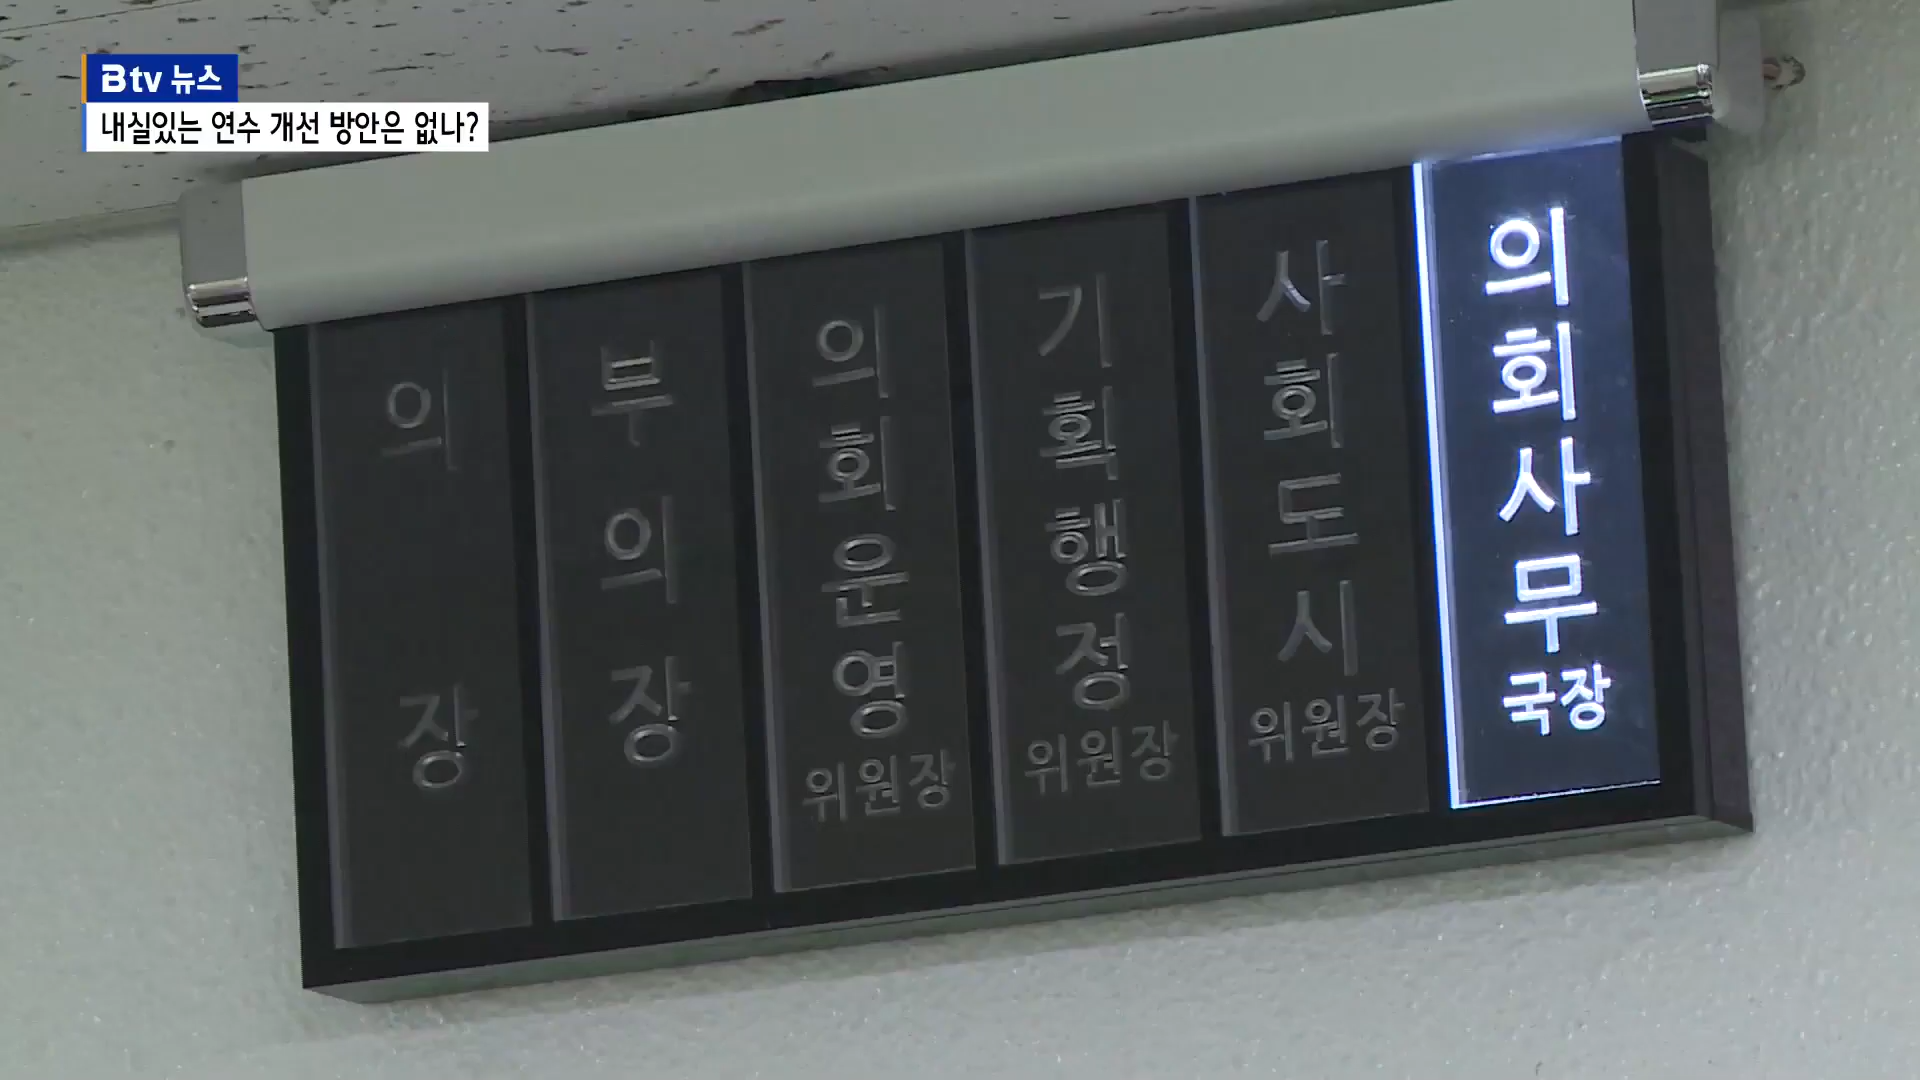 B tv 뉴스
내실있는 연수 개선 방안은 없나?
의장
부의장
의회운영위원장
기획행정위원장
사회도시위원장
의회사무국장